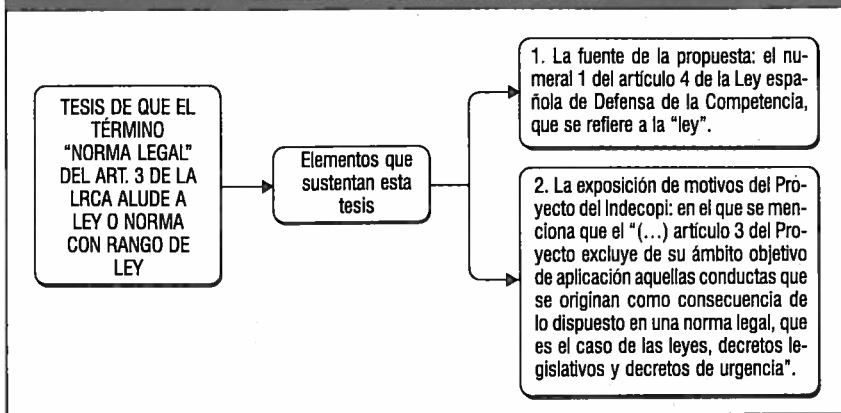 TESIS DE QUE EL
TÉRMINO
"NORMA LEGAL"
DEL ART. 3 DE LA
LRCA ALUDE A
LEY O NORMA
CON RANGO DE
LEY
Elementos que
sustentan esta
tesis
1. La fuente de la propuesta: el nu-
meral 1 del artículo 4 de la Ley espa-
ñola de Defensa de la Competencia,
que se refiere a la "ley".
2. La exposición de motivos del Pro-
yecto del Indecopi: en el que se men-
ciona que el "(...) artículo 3 del Pro-
yecto excluye de su ámbito objetivo
de aplicación aquellas conductas que
se originan como consecuencia de
lo dispuesto en una norma legal, que
es el caso de las leyes, decretos le-
gislativos y decretos de urgencia".